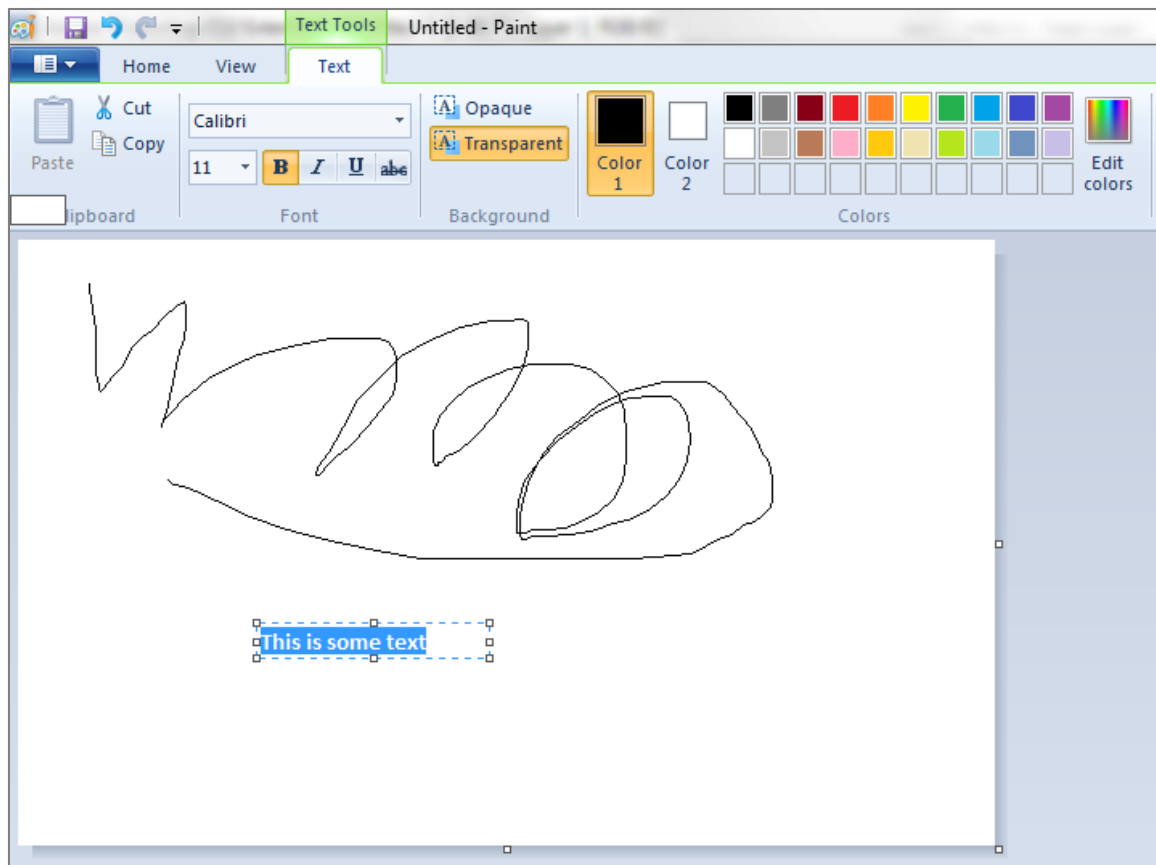 Text Tools
Untitled - Paint
Home View Text
Paste
Cut
Copy
Calibri
11 B I U abc
Opaque
Transparent
Color 1
Color 2
Edit colors
lipboard Font Background Colors
This is some text